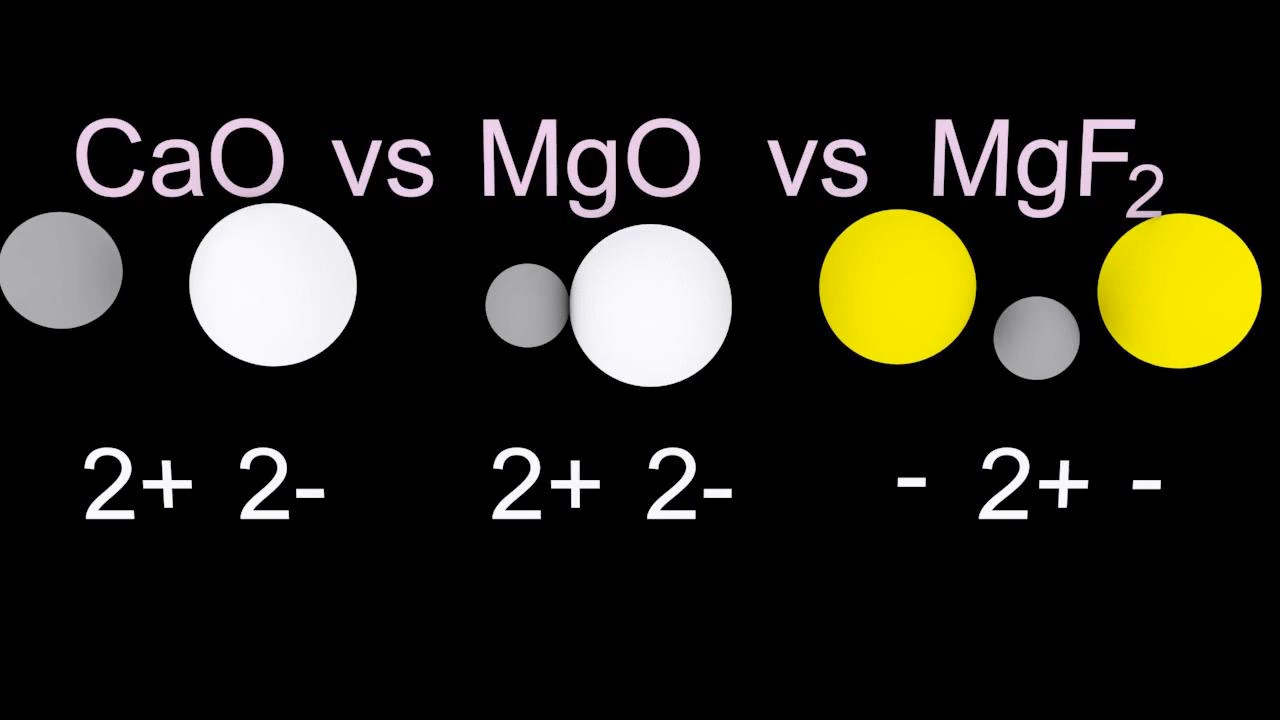 CaO vs MgO vs MgF₂
2+ 2- 2+ 2- - 2+ -